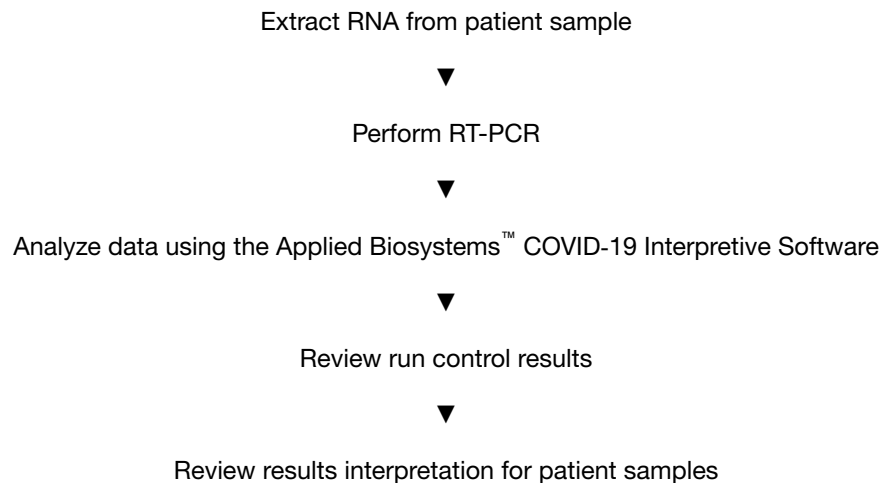 Extract RNA from patient sample
▼
Perform RT-PCR
▼
Analyze data using the Applied Biosystems™ COVID-19 Interpretive Software
▼
Review run control results
▼
Review results interpretation for patient samples